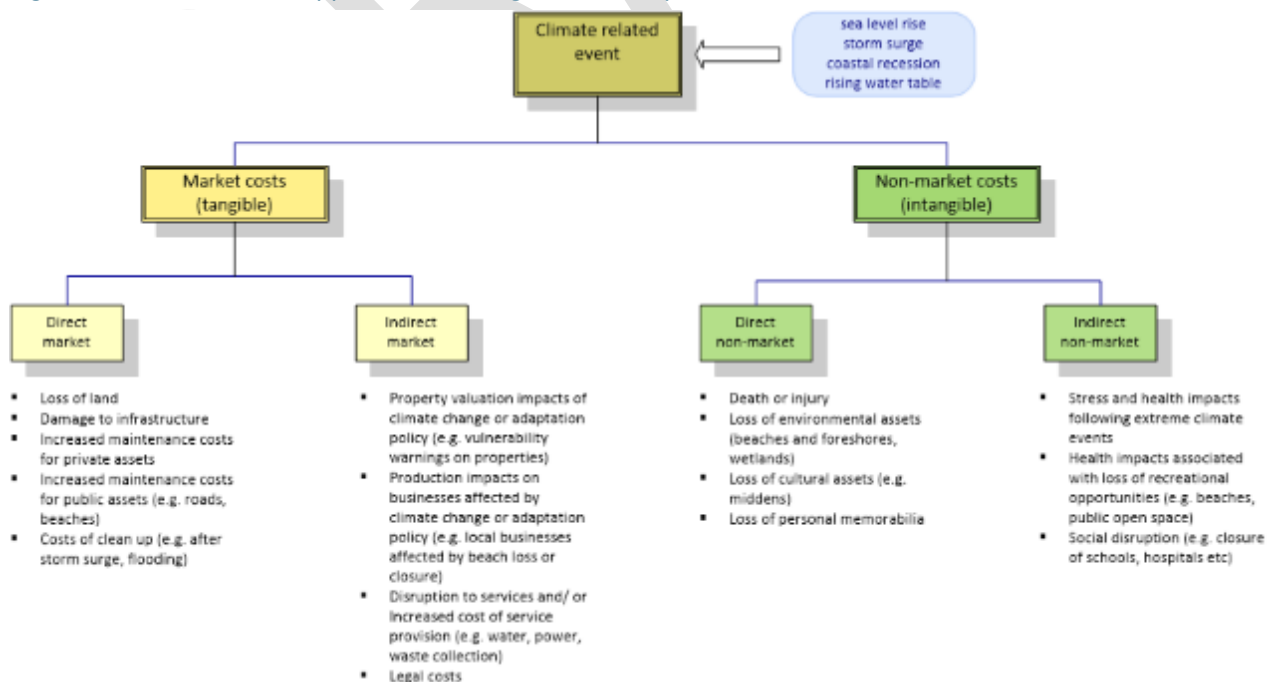 Climate related
event
sea level rise
storm surge
coastal recession
rising water table
Market costs
(tangible)
Non-market costs
(intangible)
Direct
market
Indirect
market
Direct
non-market
Indirect
non-market
▪ Loss of land
▪ Damage to infrastructure
▪ Increased maintenance costs
for private assets
▪ Increased maintenance costs
for public assets (e.g. roads,
beaches)
▪ Costs of clean up (e.g. after
storm surge, flooding)
▪ Property valuation impacts of
climate change or adaptation
policy (e.g. vulnerability
warnings on properties)
▪ Production impacts on
businesses affected by
climate change or adaptation
policy (e.g. local businesses
affected by beach loss or
closure)
▪ Disruption to services and/ or
Increased cost of service
provision (e.g. water, power,
waste collection)
▪ Legal costs
▪ Death or injury
▪ Loss of environmental assets
(beaches and foreshores,
wetlands)
▪ Loss of cultural assets (e.g.
middens)
▪ Loss of personal memorabilia
▪ Stress and health impacts
following extreme climate
events
▪ Health impacts associated
with loss of recreational
opportunities (e.g. beaches,
public open space)
▪ Social disruption (e.g. closure
of schools, hospitals etc)